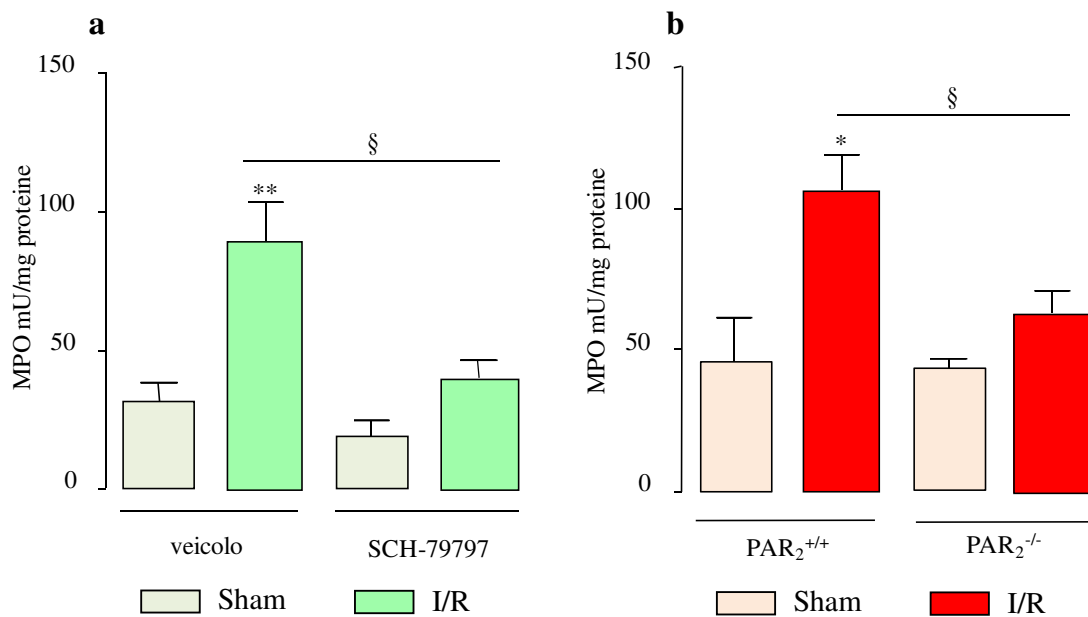 a
150
100
50
0
MPO mU/mg proteine
§
**
veicolo
SCH-79797
Sham
I/R
b
150
100
50
0
MPO mU/mg proteine
§
*
PAR₂⁺/⁺
PAR₂⁻/⁻
Sham
I/R